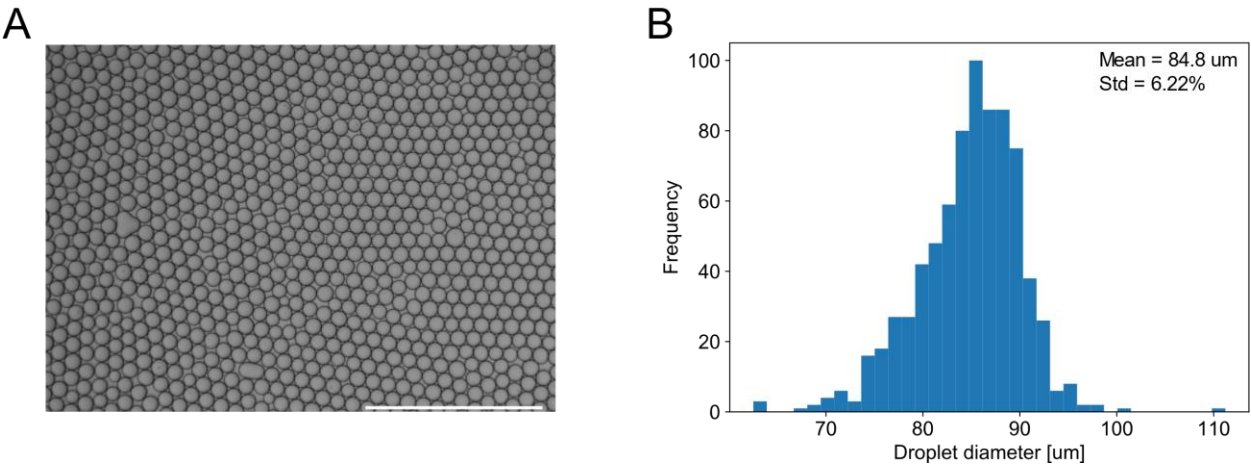 A
B
Mean = 84.8 um
Std = 6.22%
100
80
60
40
20
0
Frequency
70
80
90
100
110
Droplet diameter [um]